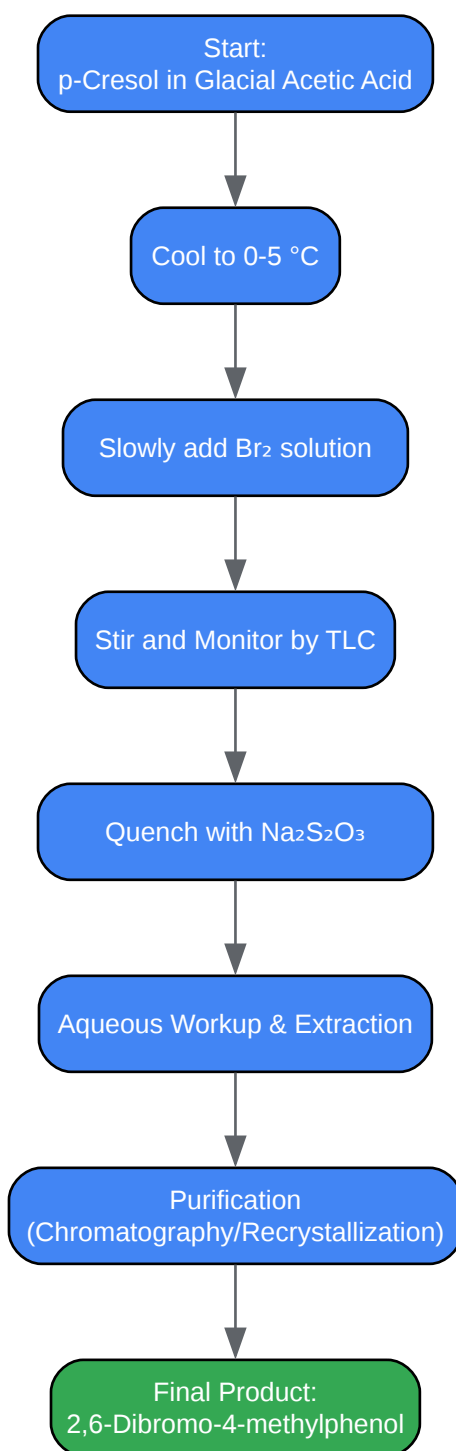 Start:
p-Cresol in Glacial Acetic Acid
Cool to 0-5 °C
Slowly add Br₂ solution
Stir and Monitor by TLC
Quench with Na₂S₂O₃
Aqueous Workup & Extraction
Purification
(Chromatography/Recrystallization)
Final Product:
2,6-Dibromo-4-methylphenol